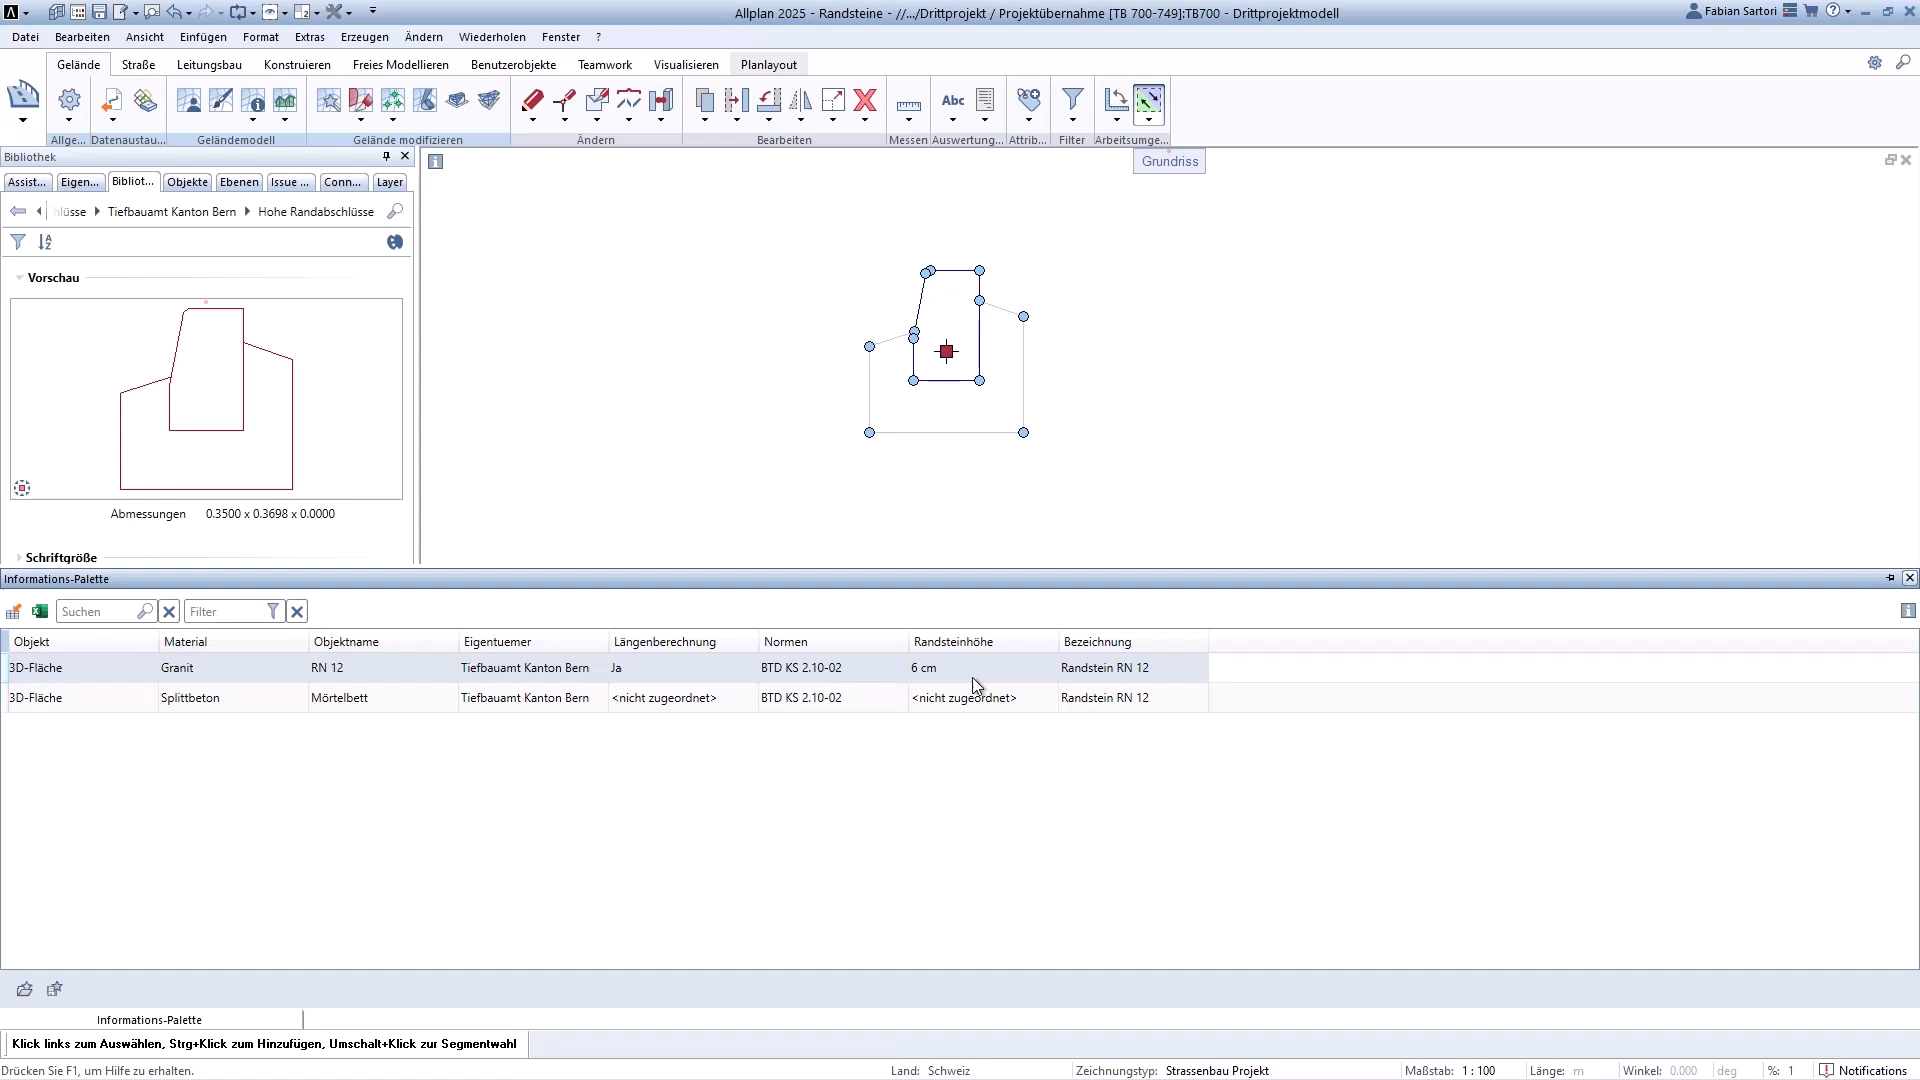 Allplan 2025 - Randsteine - //.../Drittprojekt / Projektübernahme [TB 700-749]:TB700 - Drittprojektmodell
Fabian Sartori
Datei Bearbeiten Ansicht Einfügen Format Extras Erzeugen Ändern Wiederholen Fenster ?
Gelände Straße Leitungsbau Konstruieren Freies Modellieren Benutzerobjekte Teamwork Visualisieren Planlayout
Abc
Allge... Datenaustau... Geländemodell Gelände modifizieren Ändern Bearbeiten Messen Auswertung... Attrib... Filter Arbeitsumge...
Bibliothek
Grundriss
Assist... Eigen... Bibliot... Objekte Ebenen Issue ... Conn... Layer
lüsse Tiefbauamt Kanton Bern Hohe Randabschlüsse
Vorschau
Abmessungen 0.3500 x 0.3698 x 0.0000
Schriftgröße
Informations-Palette
Suchen Filter
Objekt Material Objektname Eigentuemer Längenberechnung Normen Randsteinhöhe Bezeichnung
3D-Fläche Granit RN 12 Tiefbauamt Kanton Bern Ja BTD KS 2.10-02 6 cm Randstein RN 12
3D-Fläche Splittbeton Mörtelbett Tiefbauamt Kanton Bern <nicht zugeordnet> BTD KS 2.10-02 <nicht zugeordnet> Randstein RN 12
Informations-Palette
Klick links zum Auswählen, Strg+Klick zum Hinzufügen, Umschalt+Klick zur Segmentwahl
Drücken Sie F1, um Hilfe zu erhalten. Land: Schweiz Zeichnungstyp: Strassenbau Projekt Maßstab: 1 : 100 Länge: m Winkel: 0.000 deg %: 1 Notifications